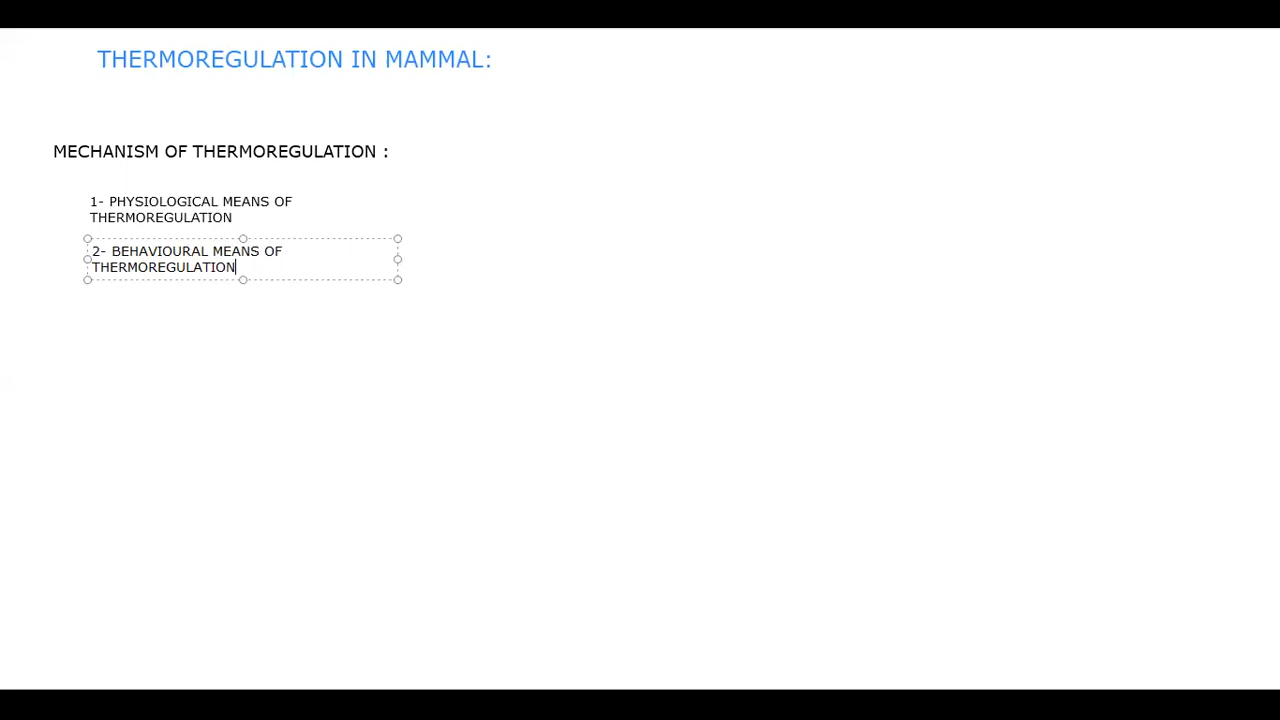 THERMOREGULATION IN MAMMAL:
MECHANISM OF THERMOREGULATION :
1- PHYSIOLOGICAL MEANS OF
THERMOREGULATION
2- BEHAVIOURAL MEANS OF
THERMOREGULATION